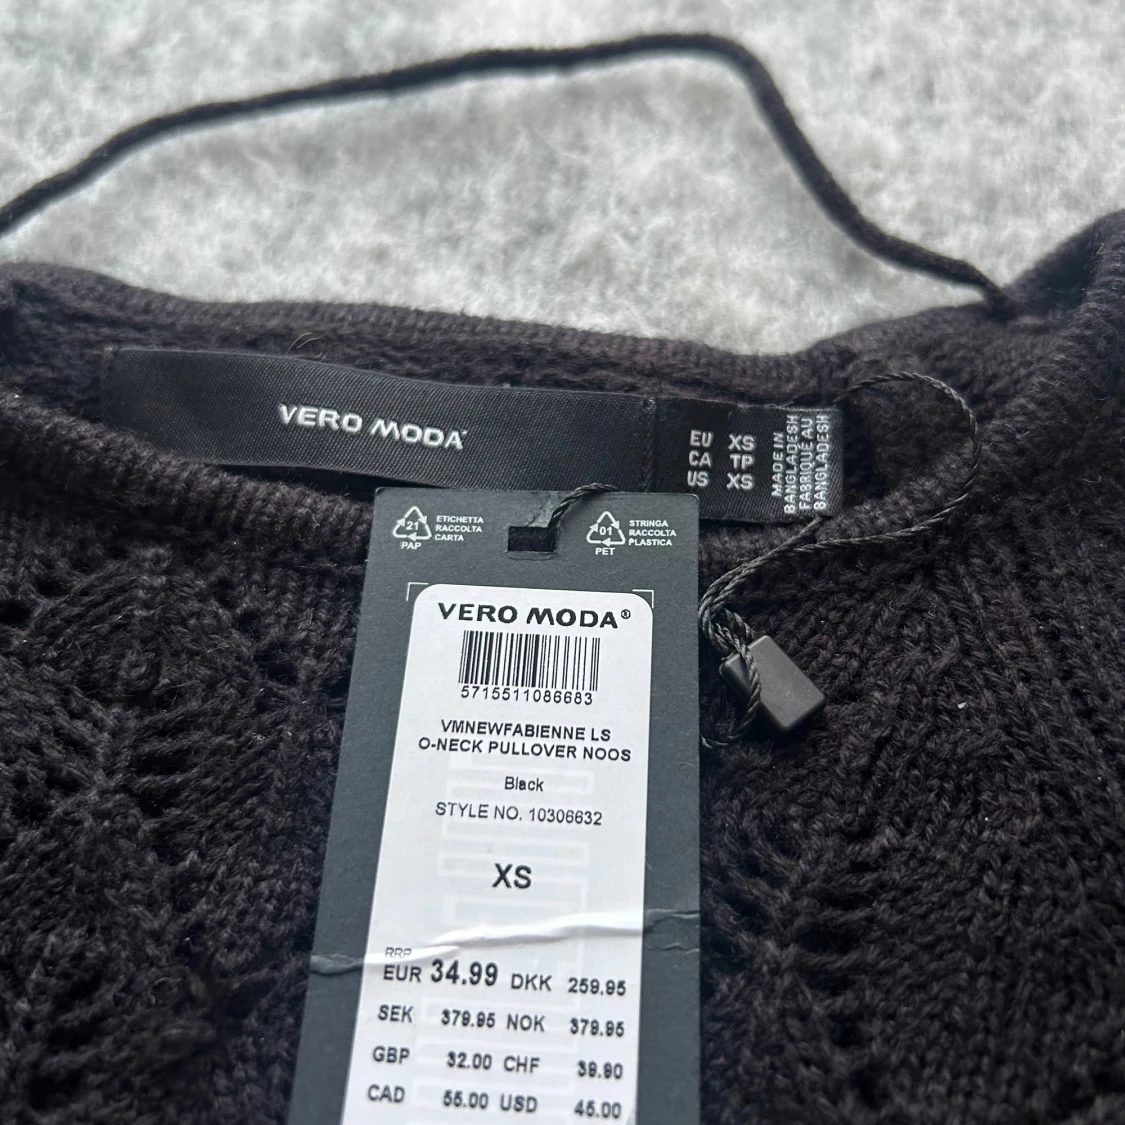 VERO MODA
EU XS
CA TP
US XS
MADE IN
BANGLADESH
FABRIQUÉ AU
BANGLADESH
21
PAP
ETICHETTA
RACCOLTA
CARTA
01
PET
STRINGA
RACCOLTA
PLASTICA
VERO MODA®
5715511086683
VMNEWFABIENNE LS
O-NECK PULLOVER NOOS
Black
STYLE NO. 10306632
XS
RRP
EUR 34.99 DKK 259.95
SEK 379.95 NOK 379.95
GBP 32.00 CHF 39.90
CAD 55.00 USD 45.00